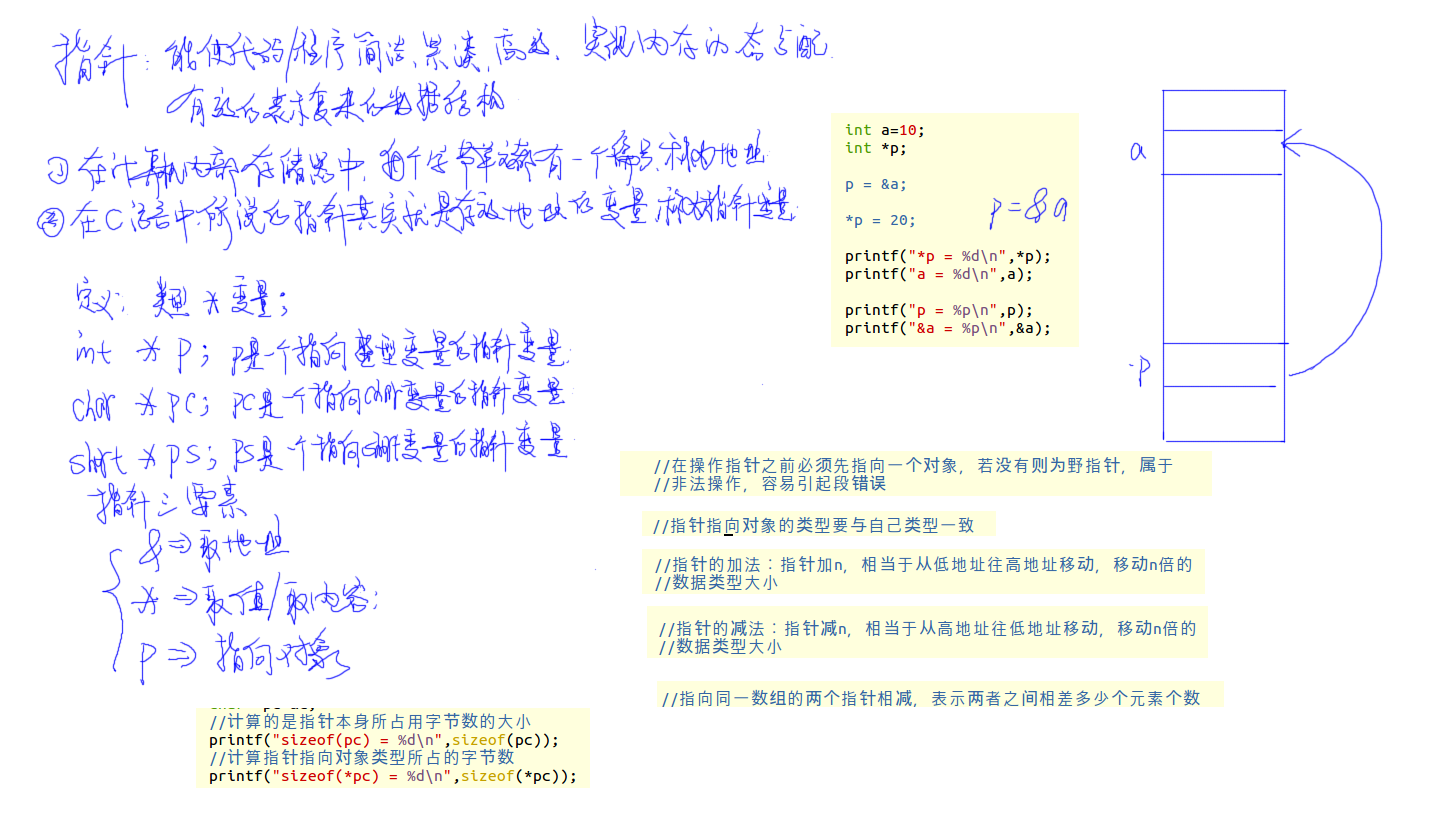 指针：能使代码/程序简洁、紧凑、高效、实现内存动态分配
有效的表示复杂的数据结构
① 在计算机内部存储器中,每个字节单元都有一个编号,称为地址
② 在C语言中,所说的指针其实就是存放地址的变量,称为指针变量
定义：类型 * 变量；
int * p； p是一个指向整型变量的指针变量
char * pc； pc是一个指向char变量的指针变量
short * ps； ps是一个指向short变量的指针变量
指针三要素
& => 取地址
* => 取值/取内容；
p => 指向对象
int a=10;
int *p;
p = &a;
*p = 20;
p=&a
printf("*p = %d\n",*p);
printf("a = %d\n",a);
printf("p = %p\n",p);
printf("&a = %p\n",&a);
a
p
//在操作指针之前必须先指向一个对象，若没有则为野指针，属于
//非法操作，容易引起段错误
//指针指向对象的类型要与自己类型一致
//指针的加法：指针加n，相当于从低地址往高地址移动，移动n倍的
//数据类型大小
//指针的减法：指针减n，相当于从高地址往低地址移动，移动n倍的
//数据类型大小
//指向同一数组的两个指针相减，表示两者之间相差多少个元素个数
//计算的是指针本身所占用字节数的大小
printf("sizeof(pc) = %d\n",sizeof(pc));
//计算指针指向对象类型所占的字节数
printf("sizeof(*pc) = %d\n",sizeof(*pc));